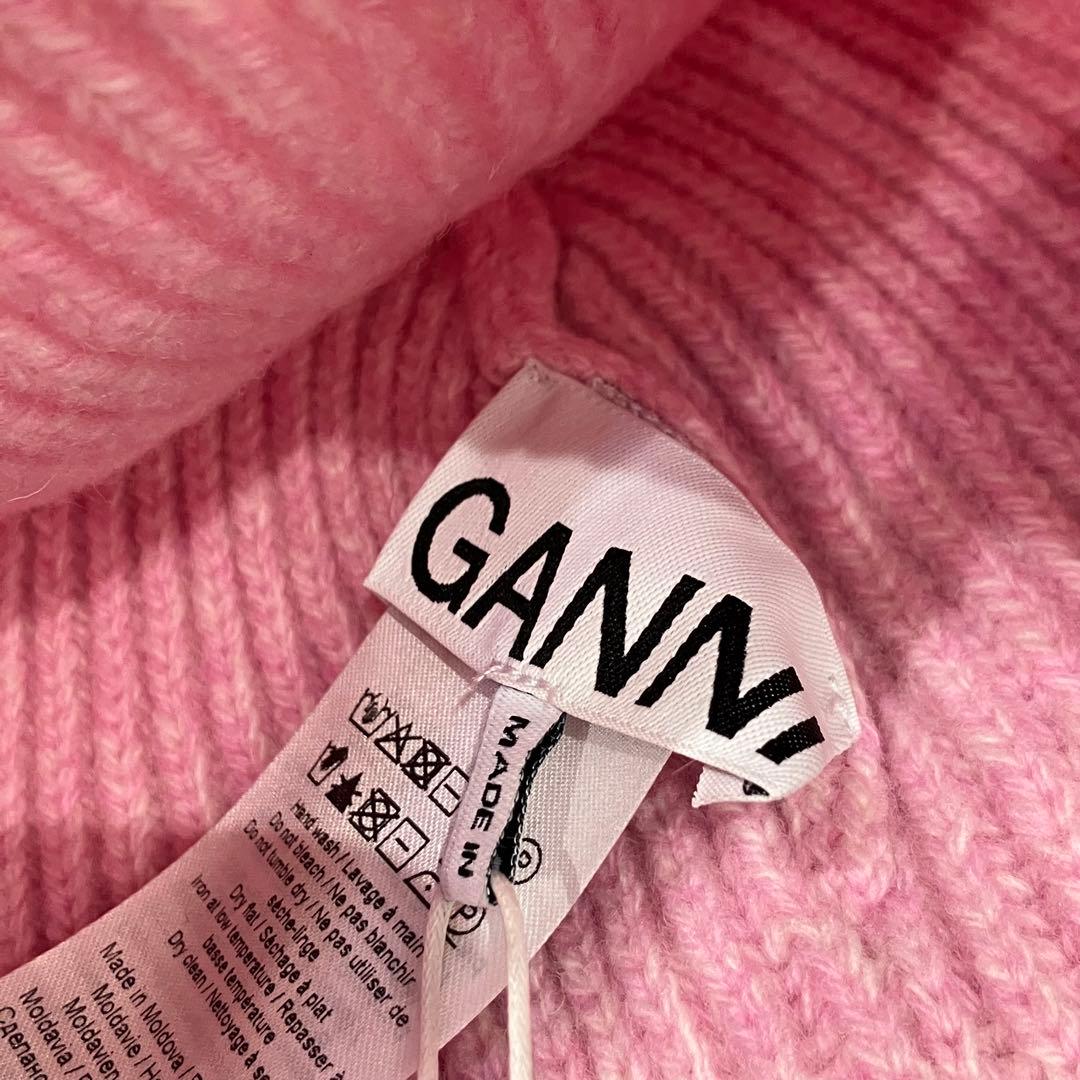 GANNI
MADE IN
Hand wash / Lavage à main
Do not bleach / Ne pas blanchir
Do not tumble dry / Ne pas utiliser de
sèche-linge
Dry flat / Séchage à plat
Iron at low temperature / Repasser à
basse température
Dry clean / Nettoyage à
Made in Moldova
Moldavie
Moldavien
Moldavia